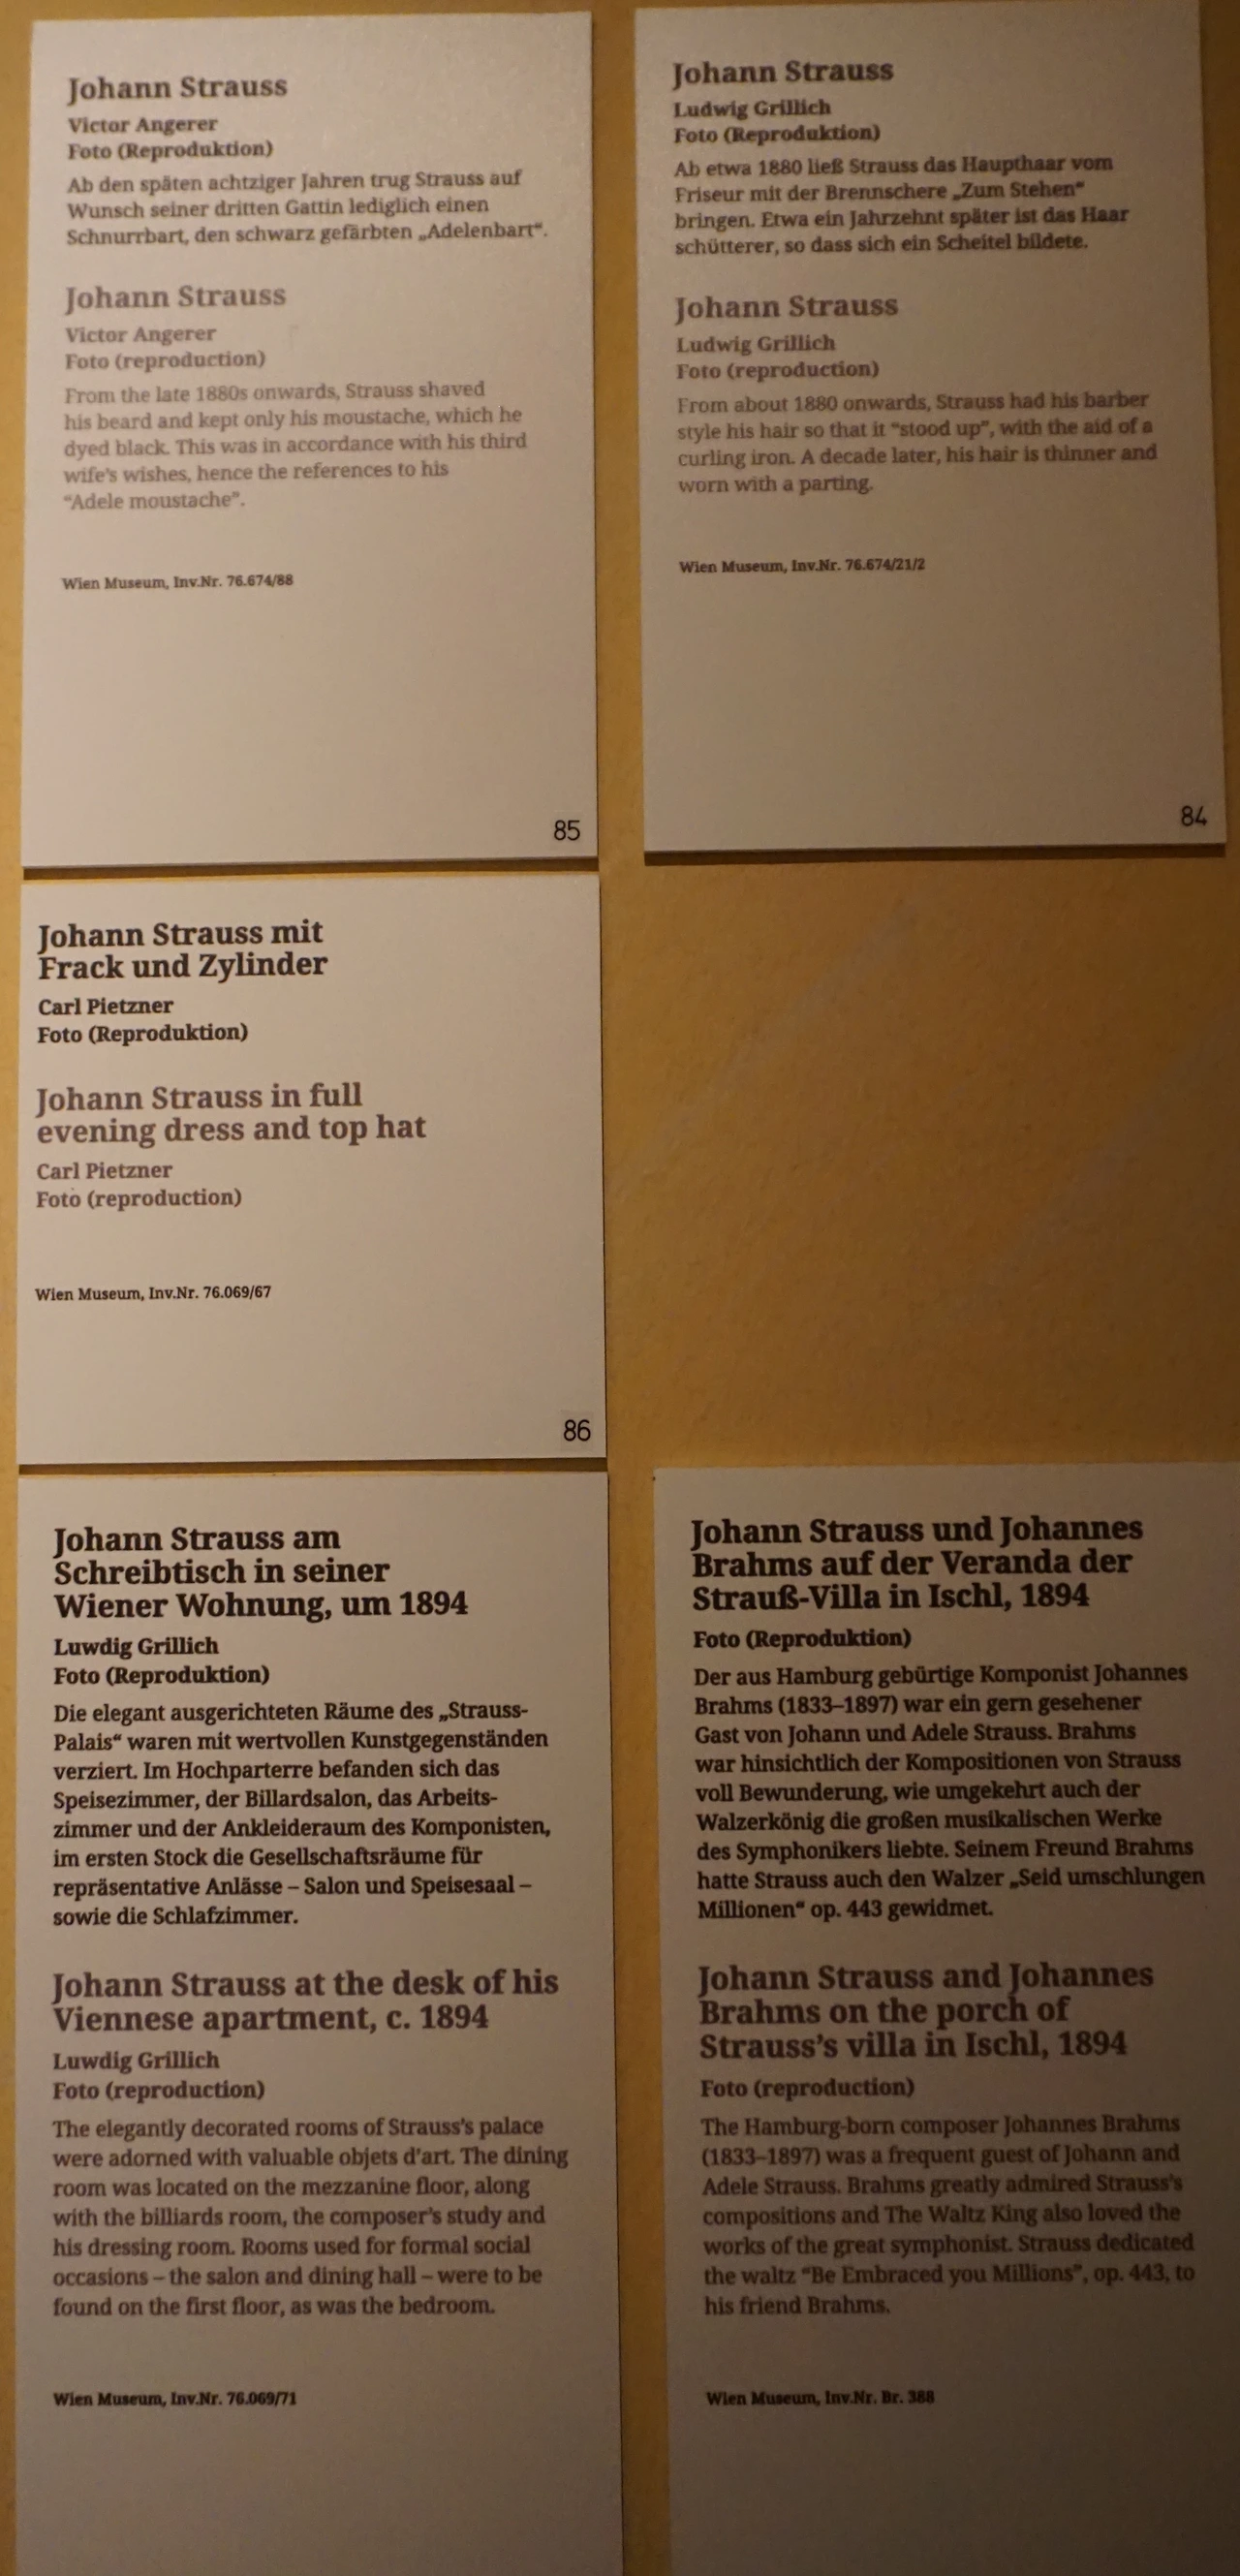 Johann Strauss
Victor Angerer
Foto (Reproduktion)
Ab den späten achtziger Jahren trug Strauss auf
Wunsch seiner dritten Gattin lediglich einen
Schnurrbart, den schwarz gefärbten „Adelenbart“.
Johann Strauss
Victor Angerer
Foto (reproduction)
From the late 1880s onwards, Strauss shaved
his beard and kept only his moustache, which he
dyed black. This was in accordance with his third
wife's wishes, hence the references to his
“Adele moustache”.
Wien Museum, Inv.Nr. 76.674/88
85
Johann Strauss
Ludwig Grillich
Foto (Reproduktion)
Ab etwa 1880 ließ Strauss das Haupthaar vom
Friseur mit der Brennschere „Zum Stehen“
bringen. Etwa ein Jahrzehnt später ist das Haar
schütterer, so dass sich ein Scheitel bildete.
Johann Strauss
Ludwig Grillich
Foto (reproduction)
From about 1880 onwards, Strauss had his barber
style his hair so that it “stood up”, with the aid of a
curling iron. A decade later, his hair is thinner and
worn with a parting.
Wien Museum, Inv.Nr. 76.674/21/2
84
Johann Strauss mit
Frack und Zylinder
Carl Pietzner
Foto (Reproduktion)
Johann Strauss in full
evening dress and top hat
Carl Pietzner
Foto (reproduction)
Wien Museum, Inv.Nr. 76.069/67
86
Johann Strauss am
Schreibtisch in seiner
Wiener Wohnung, um 1894
Luwdig Grillich
Foto (Reproduktion)
Die elegant ausgerichteten Räume des „Strauss-
Palais“ waren mit wertvollen Kunstgegenständen
verziert. Im Hochparterre befanden sich das
Speisezimmer, der Billardsalon, das Arbeits-
zimmer und der Ankleideraum des Komponisten,
im ersten Stock die Gesellschaftsräume für
repräsentative Anlässe – Salon und Speisesaal –
sowie die Schlafzimmer.
Johann Strauss at the desk of his
Viennese apartment, c. 1894
Luwdig Grillich
Foto (reproduction)
The elegantly decorated rooms of Strauss's palace
were adorned with valuable objets d'art. The dining
room was located on the mezzanine floor, along
with the billiards room, the composer's study and
his dressing room. Rooms used for formal social
occasions – the salon and dining hall – were to be
found on the first floor, as was the bedroom.
Wien Museum, Inv.Nr. 76.069/71
Johann Strauss und Johannes
Brahms auf der Veranda der
Strauß-Villa in Ischl, 1894
Foto (Reproduktion)
Der aus Hamburg gebürtige Komponist Johannes
Brahms (1833–1897) war ein gern gesehener
Gast von Johann und Adele Strauss. Brahms
war hinsichtlich der Kompositionen von Strauss
voll Bewunderung, wie umgekehrt auch der
Walzerkönig die großen musikalischen Werke
des Symphonikers liebte. Seinem Freund Brahms
hatte Strauss auch den Walzer „Seid umschlungen
Millionen“ op. 443 gewidmet.
Johann Strauss and Johannes
Brahms on the porch of
Strauss's villa in Ischl, 1894
Foto (reproduction)
The Hamburg-born composer Johannes Brahms
(1833–1897) was a frequent guest of Johann and
Adele Strauss. Brahms greatly admired Strauss's
compositions and The Waltz King also loved the
works of the great symphonist. Strauss dedicated
the waltz “Be Embraced you Millions”, op. 443, to
his friend Brahms.
Wien Museum, Inv.Nr. Br. 388